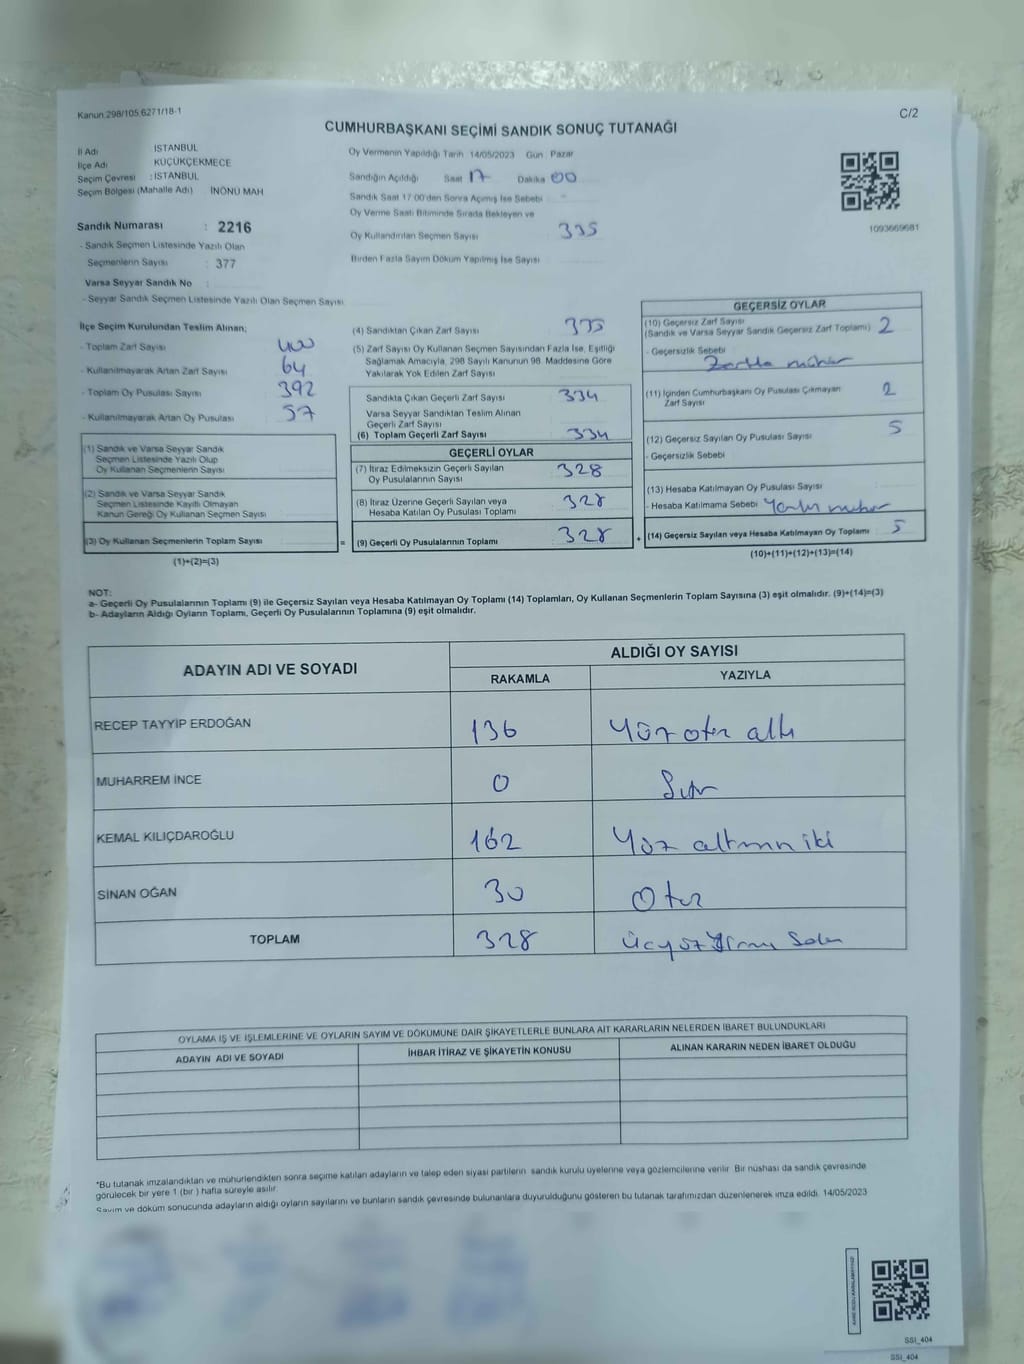 Kanun 298/105.6271/18-1
C/2
CUMHURBAŞKANI SEÇİMİ SANDIK SONUÇ TUTANAĞI
İl Adı İSTANBUL
İlçe Adı KÜÇÜKÇEKMECE
Seçim Çevresi : İSTANBUL
Seçim Bölgesi (Mahalle Adı) İNÖNÜ MAH
Sandık Numarası : 2216
- Sandık Seçmen Listesinde Yazılı Olan
Seçmenlerin Sayısı : 377
Varsa Seyyar Sandık No :
- Seyyar Sandık Seçmen Listesinde Yazılı Olan Seçmen Sayısı
Oy Vermenin Yapıldığı Tarih 14/05/2023 Gün : Pazar
Sandığın Açıldığı Saat 17 Dakika 00
Sandık Saat 17:00'den Sonra Açılmış İse Sebebi
Oy Verme Saati Bitiminde Sırada Bekleyen ve
Oy Kullandırılan Seçmen Sayısı 335
Birden Fazla Sayım Döküm Yapılmış İse Sayısı
1093669681
İlçe Seçim Kurulundan Teslim Alınan;
- Toplam Zarf Sayısı 400
- Kullanılmayarak Artan Zarf Sayısı 64
- Toplam Oy Pusulası Sayısı 392
- Kullanılmayarak Artan Oy Pusulası 57
(1) Sandık ve Varsa Seyyar Sandık
Seçmen Listesinde Yazılı Olup
Oy Kullanan Seçmenlerin Sayısı
(2) Sandık ve Varsa Seyyar Sandık
Seçmen Listesinde Kayıtlı Olmayan
Kanun Gereği Oy Kullanan Seçmen Sayısı
(3) Oy Kullanan Seçmenlerin Toplam Sayısı
(1)+(2)=(3)
(4) Sandıktan Çıkan Zarf Sayısı 335
(5) Zarf Sayısı Oy Kullanan Seçmen Sayısından Fazla İse, Eşitliği
Sağlamak Amacıyla, 298 Sayılı Kanunun 98. Maddesine Göre
Yakılarak Yok Edilen Zarf Sayısı
Sandıkta Çıkan Geçerli Zarf Sayısı 334
Varsa Seyyar Sandıktan Teslim Alınan
Geçerli Zarf Sayısı
(6) Toplam Geçerli Zarf Sayısı 334
GEÇERLİ OYLAR
(7) İtiraz Edilmeksizin Geçerli Sayılan
Oy Pusulalarının Sayısı 328
(8) İtiraz Üzerine Geçerli Sayılan veya
Hesaba Katılan Oy Pusulası Toplamı 328
= (9) Geçerli Oy Pusulalarının Toplamı 328
GEÇERSİZ OYLAR
(10) Geçersiz Zarf Sayısı
(Sandık ve Varsa Seyyar Sandık Geçersiz Zarf Toplamı) 2
- Geçersizlik Sebebi
Zarfta mühür
(11) İçinden Cumhurbaşkanı Oy Pusulası Çıkmayan
Zarf Sayısı 2
(12) Geçersiz Sayılan Oy Pusulası Sayısı 5
- Geçersizlik Sebebi
(13) Hesaba Katılmayan Oy Pusulası Sayısı
- Hesaba Katılmama Sebebi Yanlış mühür
+ (14) Geçersiz Sayılan veya Hesaba Katılmayan Oy Toplamı 5
(10)+(11)+(12)+(13)=(14)
NOT:
a- Geçerli Oy Pusulalarının Toplamı (9) ile Geçersiz Sayılan veya Hesaba Katılmayan Oy Toplamı (14) Toplamları, Oy Kullanan Seçmenlerin Toplam Sayısına (3) eşit olmalıdır. (9)+(14)=(3)
b- Adayların Aldığı Oyların Toplamı, Geçerli Oy Pusulalarının Toplamına (9) eşit olmalıdır.
ADAYIN ADI VE SOYADI
ALDIĞI OY SAYISI
RAKAMLA YAZIYLA
RECEP TAYYİP ERDOĞAN 136 Yüz otuz altı
MUHARREM İNCE 0 Sıfır
KEMAL KILIÇDAROĞLU 162 Yüz altmış iki
SİNAN OĞAN 30 Otuz
TOPLAM 328 Üçyüz Yirmi Sekiz
OYLAMA İŞ VE İŞLEMLERİNE VE OYLARIN SAYIM VE DÖKÜMÜNE DAİR ŞİKAYETLERLE BUNLARA AİT KARARLARIN NELERDEN İBARET BULUNDUKLARI
ADAYIN ADI VE SOYADI İHBAR İTİRAZ VE ŞİKAYETİN KONUSU ALINAN KARARIN NEDEN İBARET OLDUĞU
*Bu tutanak imzalandıktan ve mühürlendikten sonra seçime katılan adayların ve talep eden siyasi partilerin sandık kurulu üyelerine veya gözlemcilerine verilir. Bir nüshası da sandık çevresinde
görülecek bir yere 1 (bir ) hafta süreyle asılır.
Sayım ve döküm sonucunda adayların aldığı oyların sayılarını ve bunların sandık çevresinde bulunanlara duyurulduğunu gösteren bu tutanak tarafımızdan düzenlenerek imza edildi. 14/05/2023
SSI_404
SSI_404